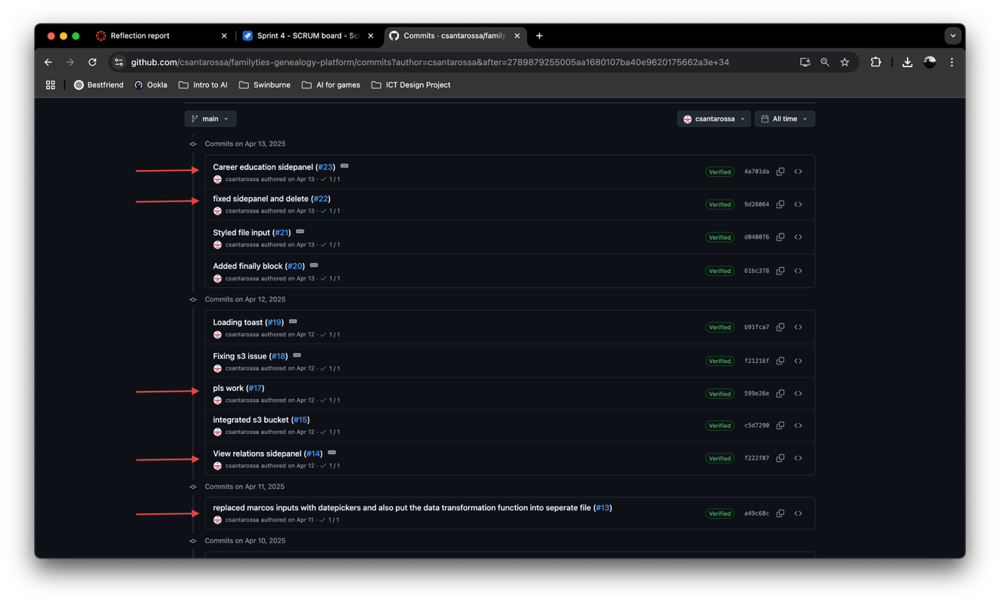 Reflection report
Sprint 4 - SCRUM board - Sc
Commits · csantarossa/family
github.com/csantarossa/familyties-genealogy-platform/commits?author=csantarossa&after=2789879255005aa1680107ba40e9620175662a3e+34
Bestfriend
Ookla
Intro to AI
Swinburne
AI for games
ICT Design Project
main
csantarossa
All time
Commits on Apr 13, 2025
Career education sidepanel (#23)
csantarossa authored on Apr 13 · 1 / 1
Verified
4a701da
fixed sidepanel and delete (#22)
csantarossa authored on Apr 13 · 1 / 1
Verified
9d26064
Styled file input (#21)
csantarossa authored on Apr 13 · 1 / 1
Verified
d040076
Added finally block (#20)
csantarossa authored on Apr 13 · 1 / 1
Verified
61bc378
Commits on Apr 12, 2025
Loading toast (#19)
csantarossa authored on Apr 12 · 1 / 1
Verified
b91fca7
Fixing s3 issue (#18)
csantarossa authored on Apr 12 · 1 / 1
Verified
f21216f
pls work (#17)
csantarossa authored on Apr 12 · 1 / 1
Verified
599e26e
integrated s3 bucket (#15)
csantarossa authored on Apr 12 · 1 / 1
Verified
c5d7290
View relations sidepanel (#14)
csantarossa authored on Apr 12 · 1 / 1
Verified
f222f07
Commits on Apr 11, 2025
replaced marcos inputs with datepickers and also put the data transformation function into seperate file (#13)
csantarossa authored on Apr 11 · 1 / 1
Verified
a49c68c
Commits on Apr 10, 2025